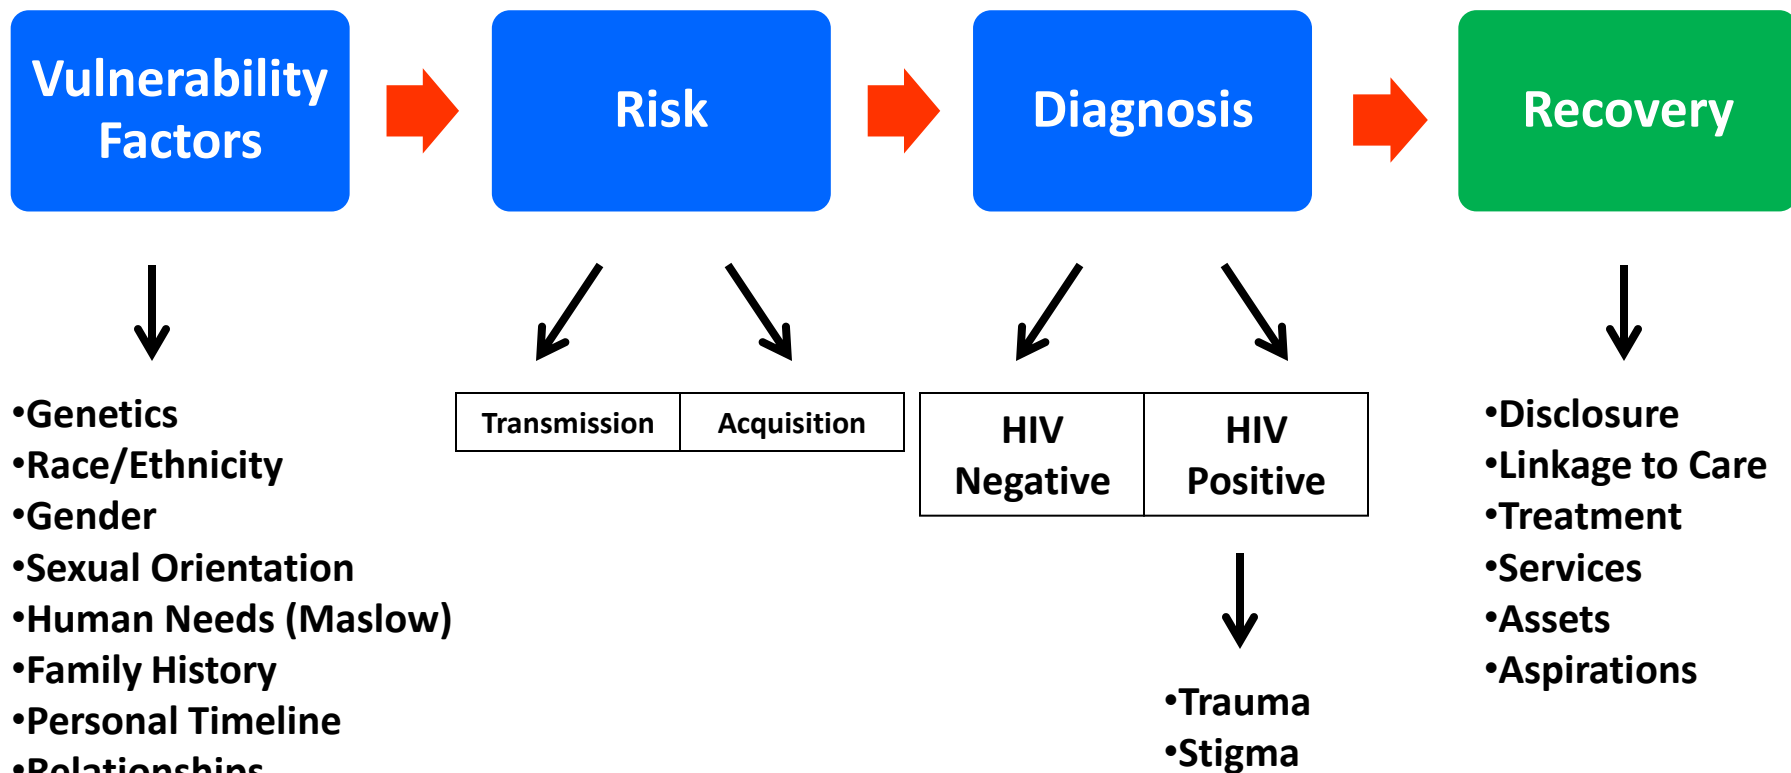 Vulnerability
Factors
Risk
Diagnosis
Recovery
•Genetics
•Race/Ethnicity
•Gender
•Sexual Orientation
•Human Needs (Maslow)
•Family History
•Personal Timeline
•Relationships
Transmission
Acquisition
HIV
Negative
HIV
Positive
•Trauma
•Stigma
•Disclosure
•Linkage to Care
•Treatment
•Services
•Assets
•Aspirations